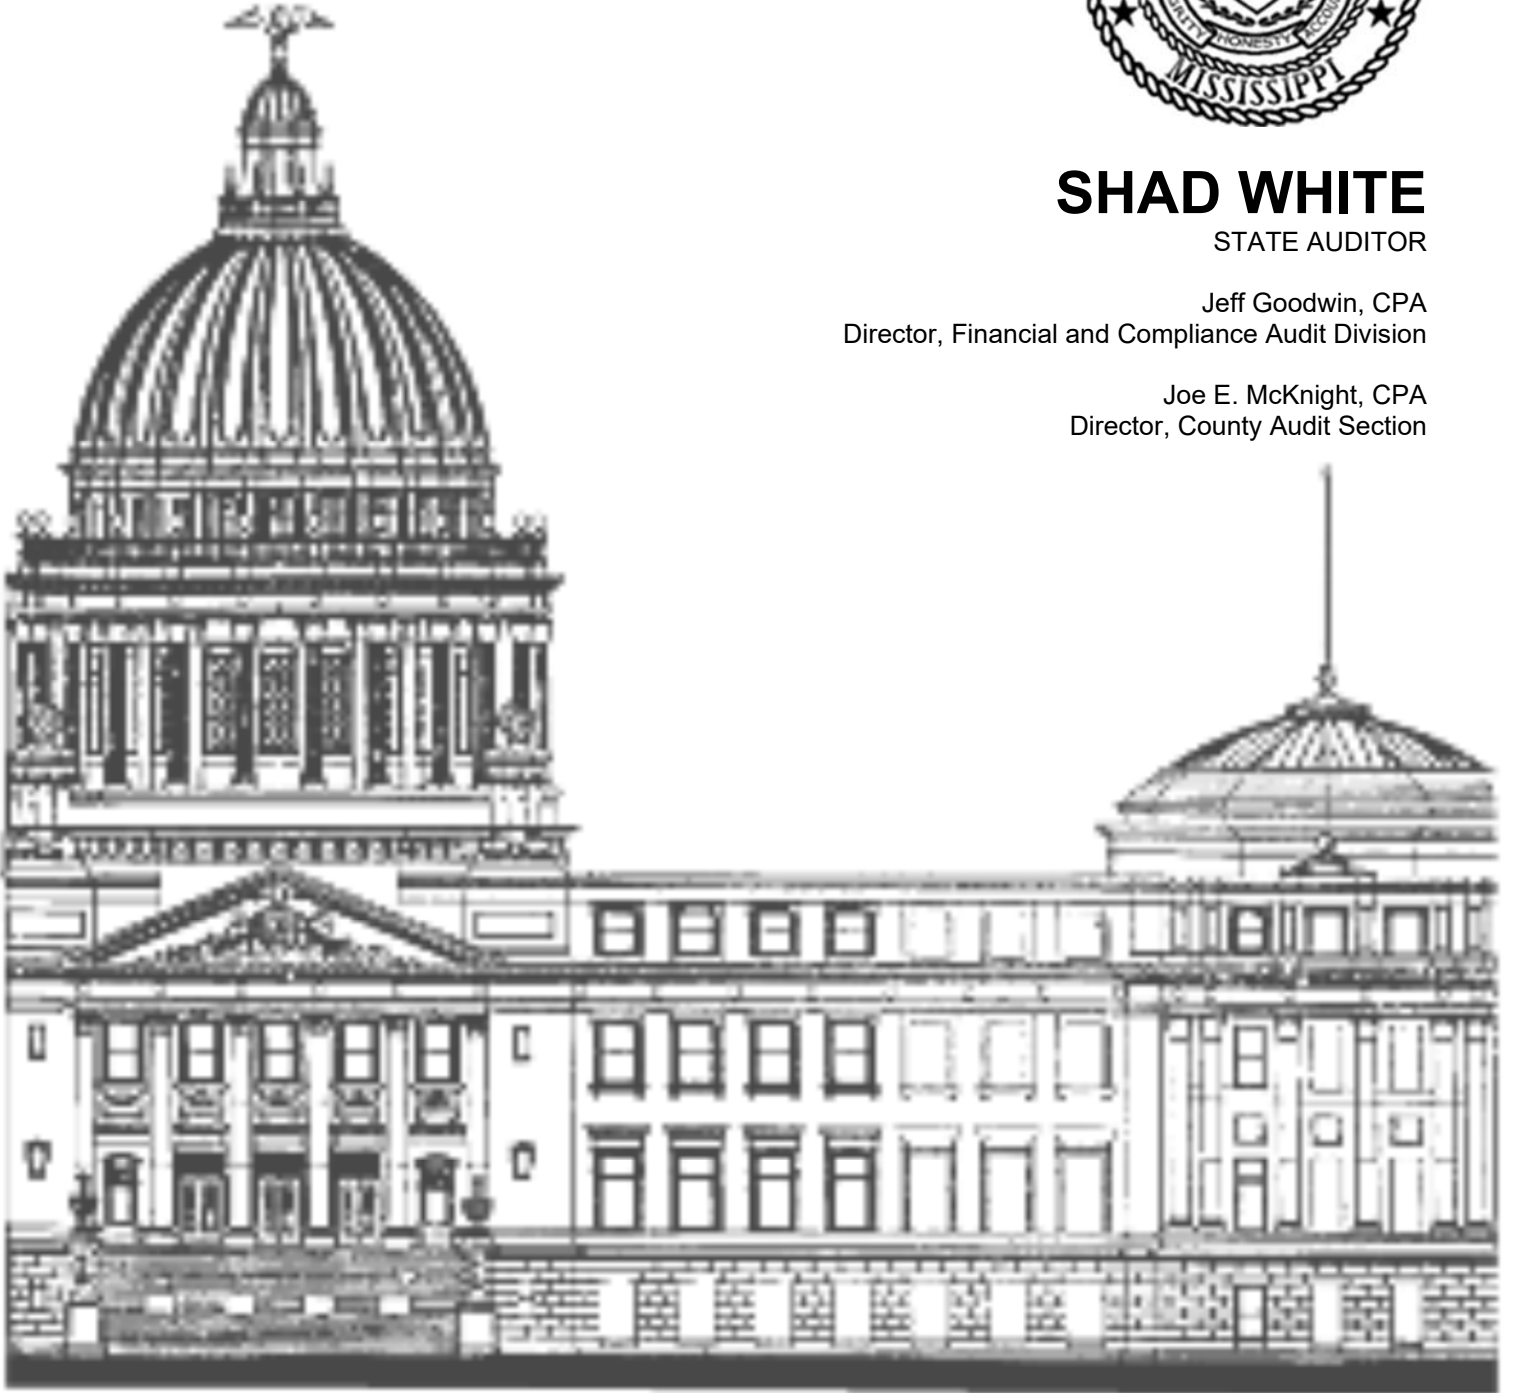 HONESTY
MISSISSIPPI
SHAD WHITE
STATE AUDITOR
Jeff Goodwin, CPA
Director, Financial and Compliance Audit Division
Joe E. McKnight, CPA
Director, County Audit Section